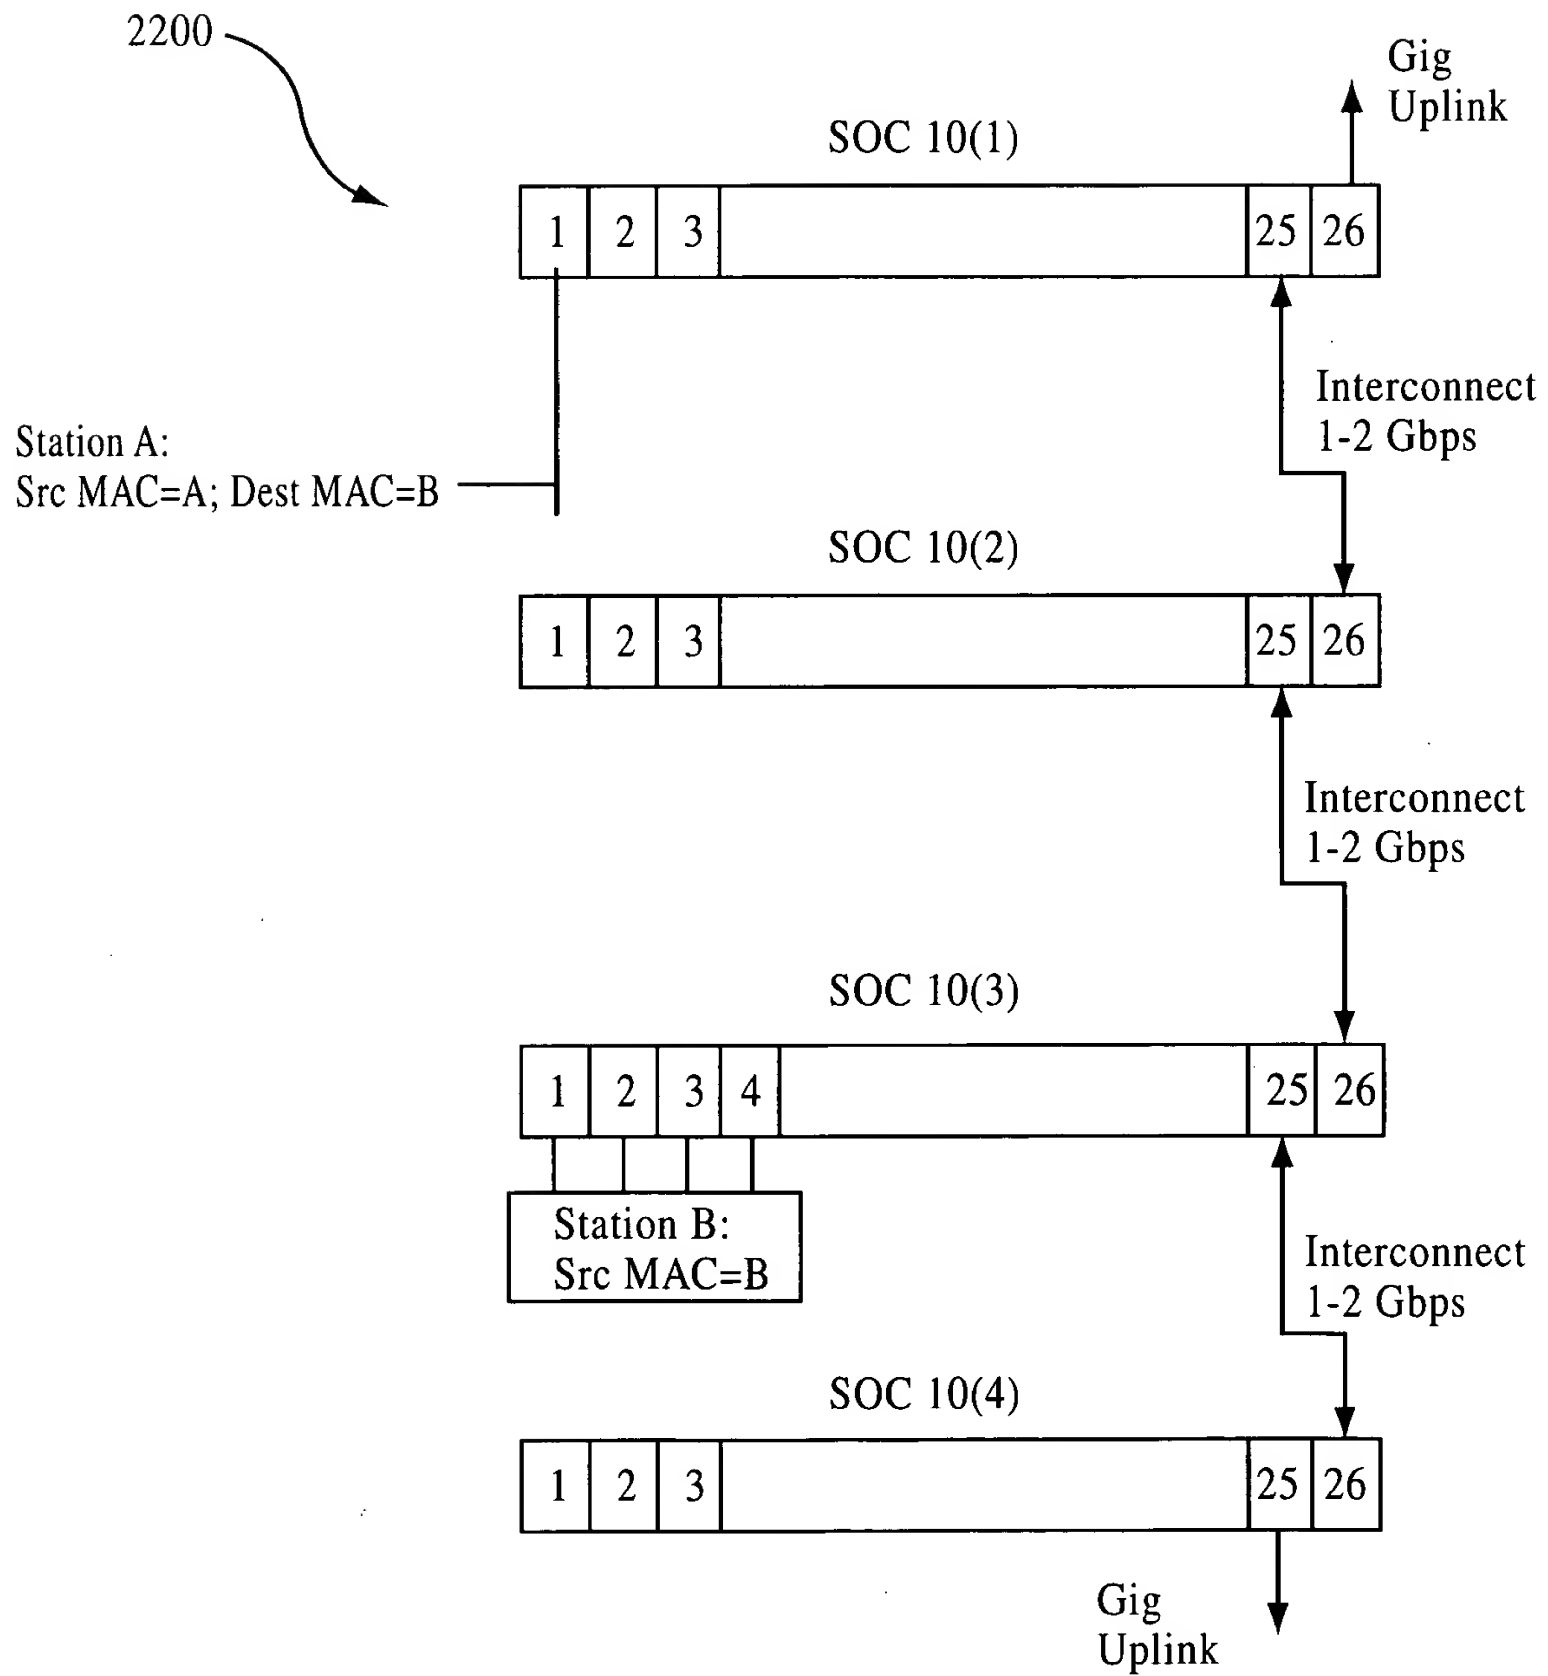 2200
Gig
Uplink
SOC 10(1)
1 2 3 25 26
Interconnect
1-2 Gbps
Station A:
Src MAC=A; Dest MAC=B
SOC 10(2)
1 2 3 25 26
Interconnect
1-2 Gbps
SOC 10(3)
1 2 3 4 25 26
Station B:
Src MAC=B
Interconnect
1-2 Gbps
SOC 10(4)
1 2 3 25 26
Gig
Uplink